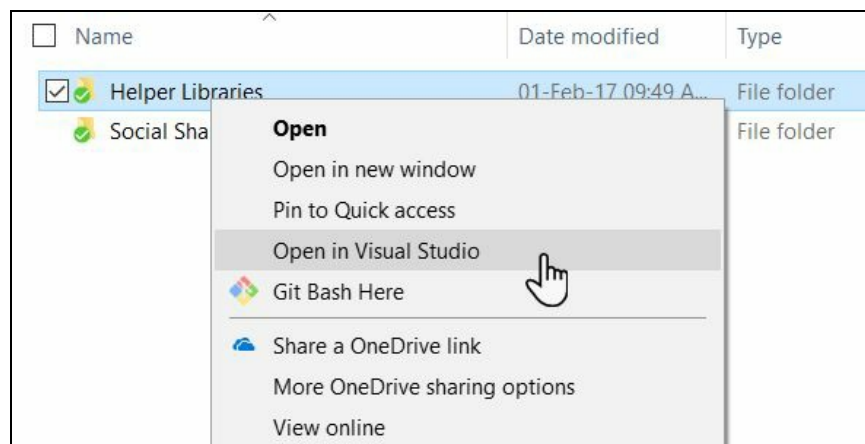 Name Date modified Type
Helper Libraries 01-Feb-17 09:49 A... File folder
Social Sha File folder
Open
Open in new window
Pin to Quick access
Open in Visual Studio
Git Bash Here
Share a OneDrive link
More OneDrive sharing options
View online